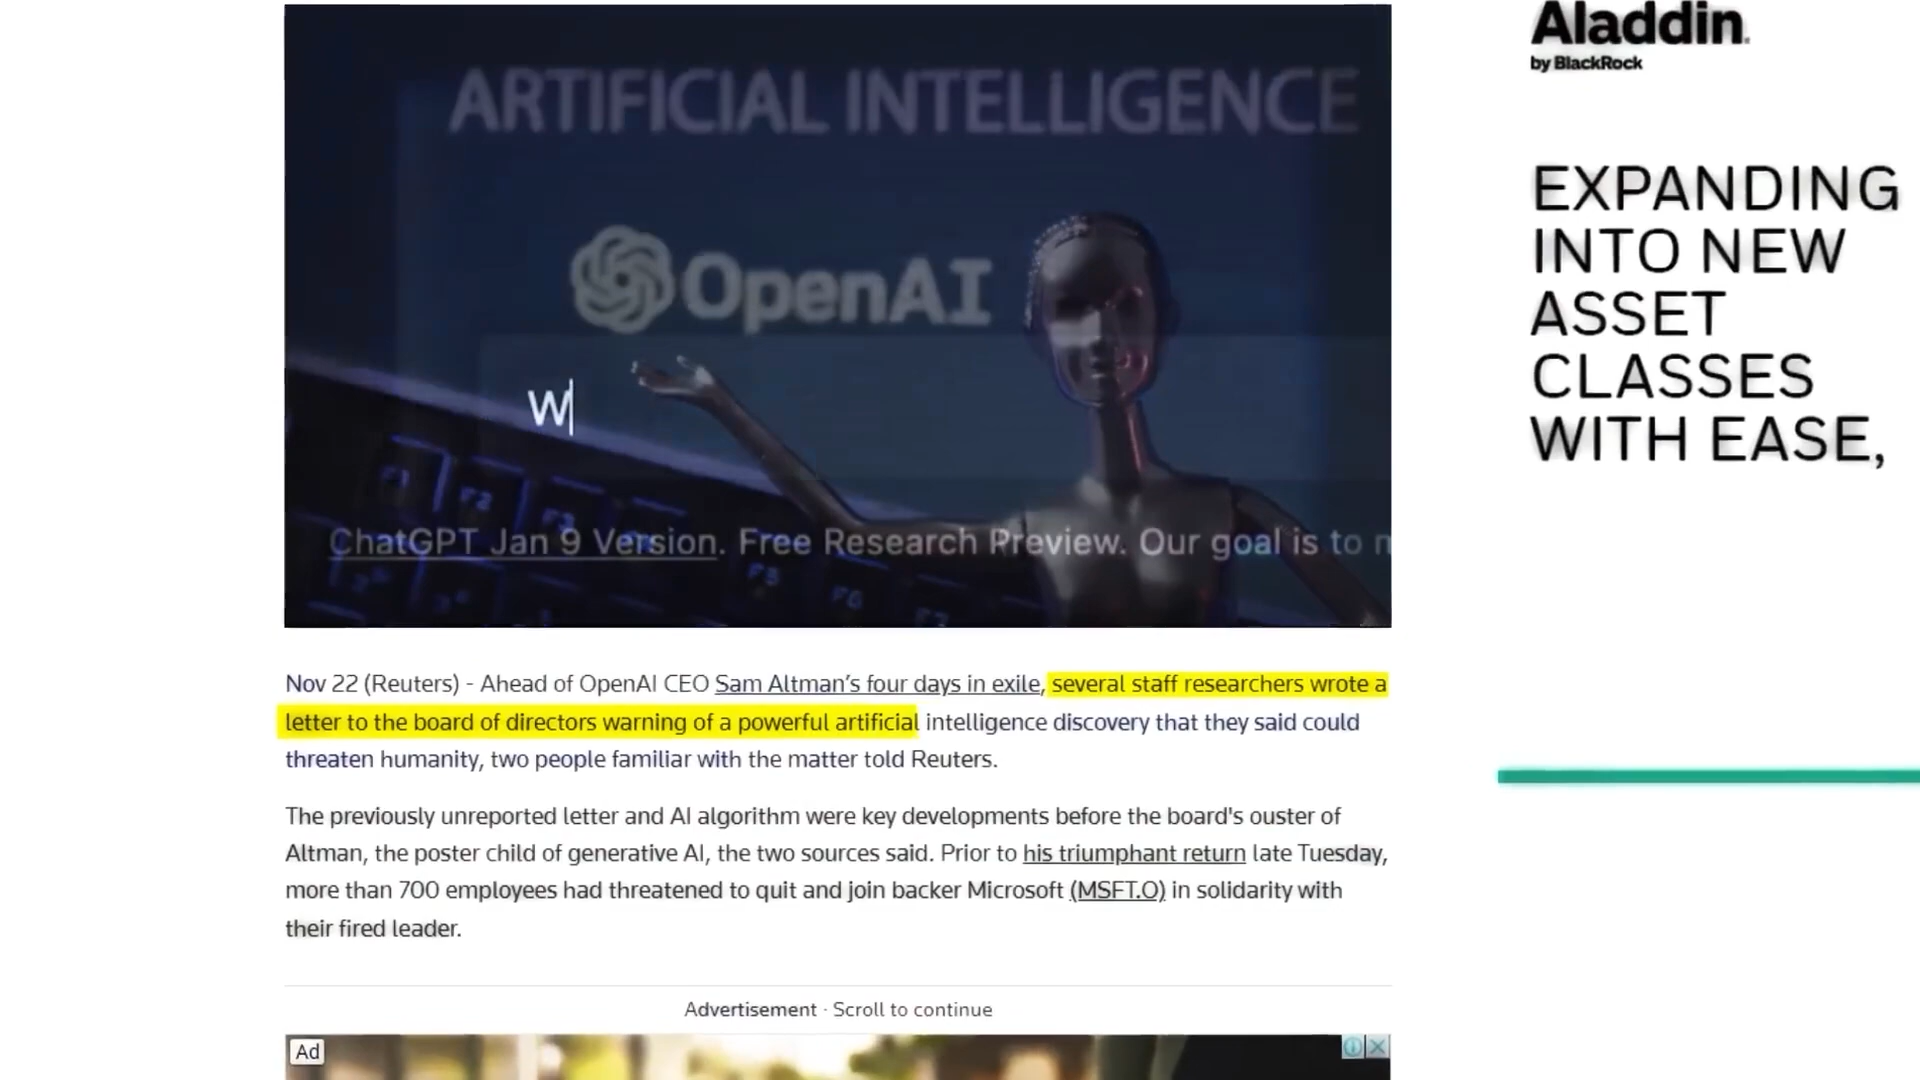 ARTIFICIAL INTELLIGENCE
OpenAI
W
F1 F2 F3
F5 F6 F7
ChatGPT Jan 9 Version. Free Research Preview. Our goal is to
Nov 22 (Reuters) - Ahead of OpenAI CEO Sam Altman’s four days in exile, several staff researchers wrote a
letter to the board of directors warning of a powerful artificial intelligence discovery that they said could
threaten humanity, two people familiar with the matter told Reuters.
The previously unreported letter and AI algorithm were key developments before the board's ouster of
Altman, the poster child of generative AI, the two sources said. Prior to his triumphant return late Tuesday,
more than 700 employees had threatened to quit and join backer Microsoft (MSFT.O) in solidarity with
their fired leader.
Advertisement · Scroll to continue
Ad
Aladdin.
by BlackRock
EXPANDING
INTO NEW
ASSET
CLASSES
WITH EASE,